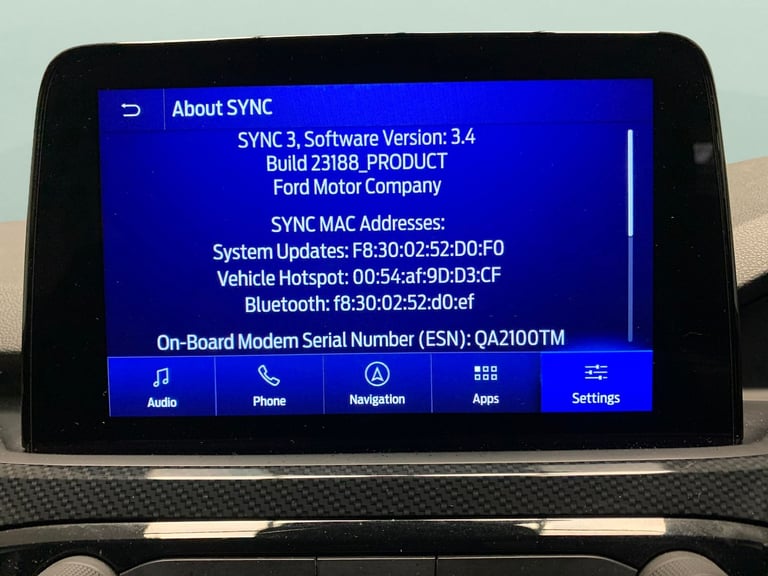 About SYNC
SYNC 3, Software Version: 3.4
Build 23188_PRODUCT
Ford Motor Company
SYNC MAC Addresses:
System Updates: F8:30:02:52:D0:F0
Vehicle Hotspot: 00:54:af:9D:D3:CF
Bluetooth: f8:30:02:52:d0:ef
On-Board Modem Serial Number (ESN): QA2100TM
Audio
Phone
Navigation
Apps
Settings